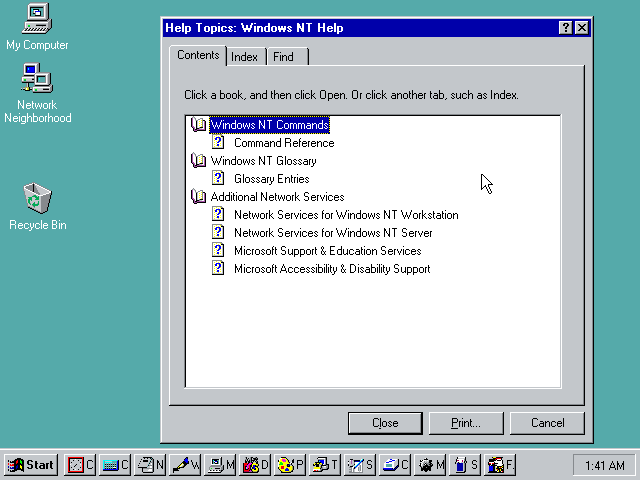 My Computer
Network
Neighborhood
Recycle Bin
Help Topics: Windows NT Help
Contents
Index
Find
Click a book, and then click Open. Or click another tab, such as Index.
Windows NT Commands
Command Reference
Windows NT Glossary
Glossary Entries
Additional Network Services
Network Services for Windows NT Workstation
Network Services for Windows NT Server
Microsoft Support & Education Services
Microsoft Accessibility & Disability Support
Close
Print...
Cancel
Start
C
C
N
W
M
D
P
T
S
C
M
S
F.
1:41 AM